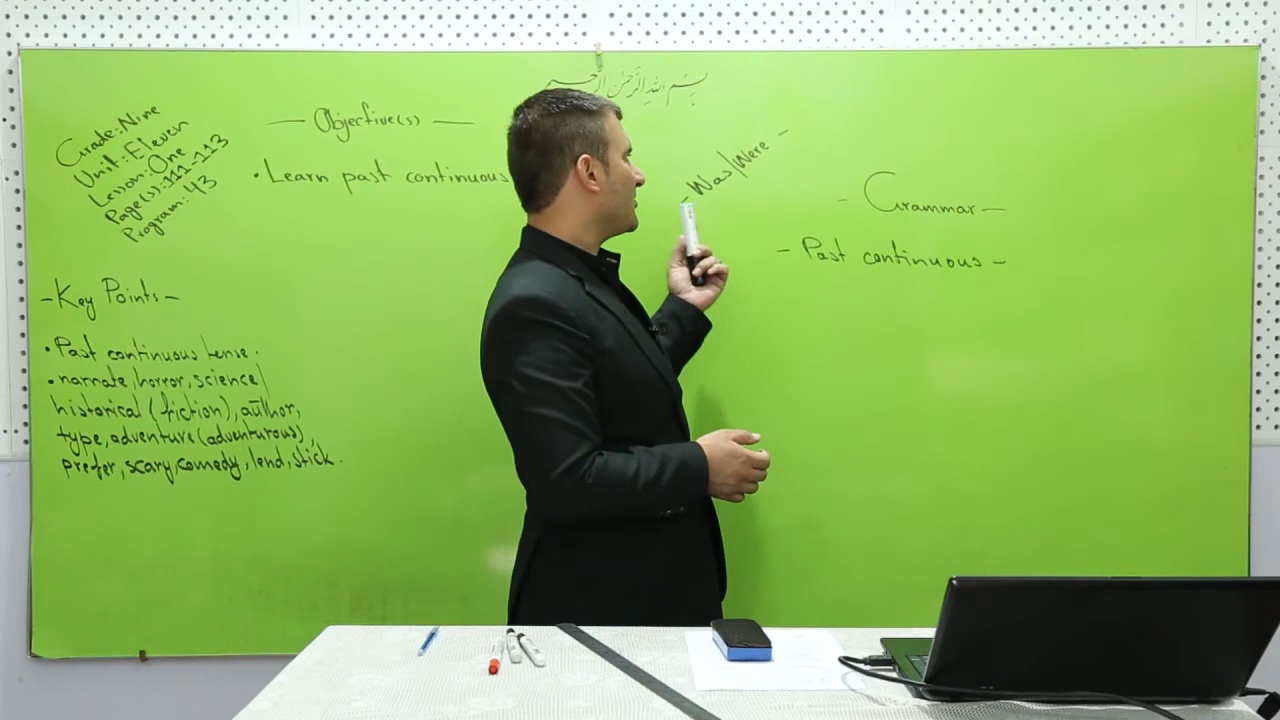 بسم الله الرحمن الرحيم
Grade: Nine
Unit: Eleven
Lesson: One
Page(s): 111-113
Program: 43
— Objective(s) —
• Learn past continuous
- Was/Were -
- Grammar -
- Past continuous -
- Key Points -
• Past continuous tense.
• narrate, horror, science/
historical (fiction), author,
type, adventure (adventurous),
prefer, scary, comedy, lend, stick.